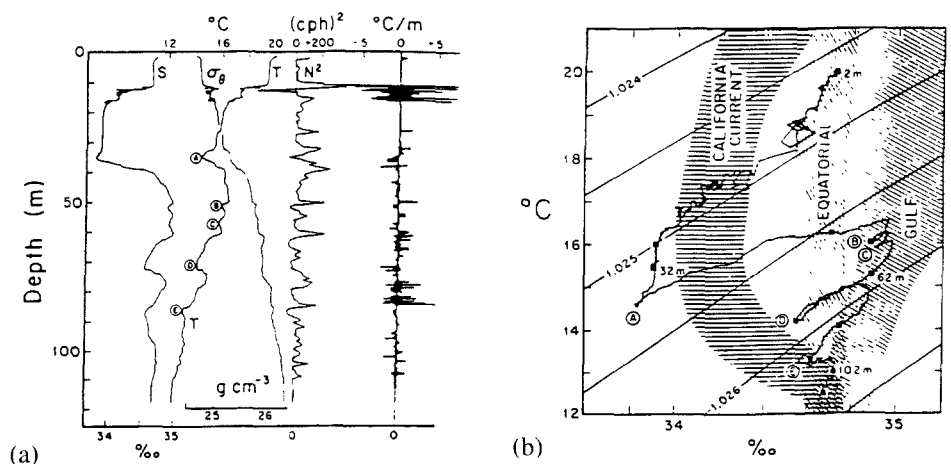 °C (cph)² °C/m
12 16 20 0 +200 -5 0 +5
0
S σθ T N²
A
50
B
C
D
E
T
100
Depth (m)
g cm⁻³
25 26
34 35 0 0
‰
(a)
20
18
16
14
12
°C
1.024
1.025
1.026
CALIFORNIA
CURRENT
EQUATORIAL
GULF
2m
B
C
32m
62m
A
D
E
102m
34 35
‰
(b)